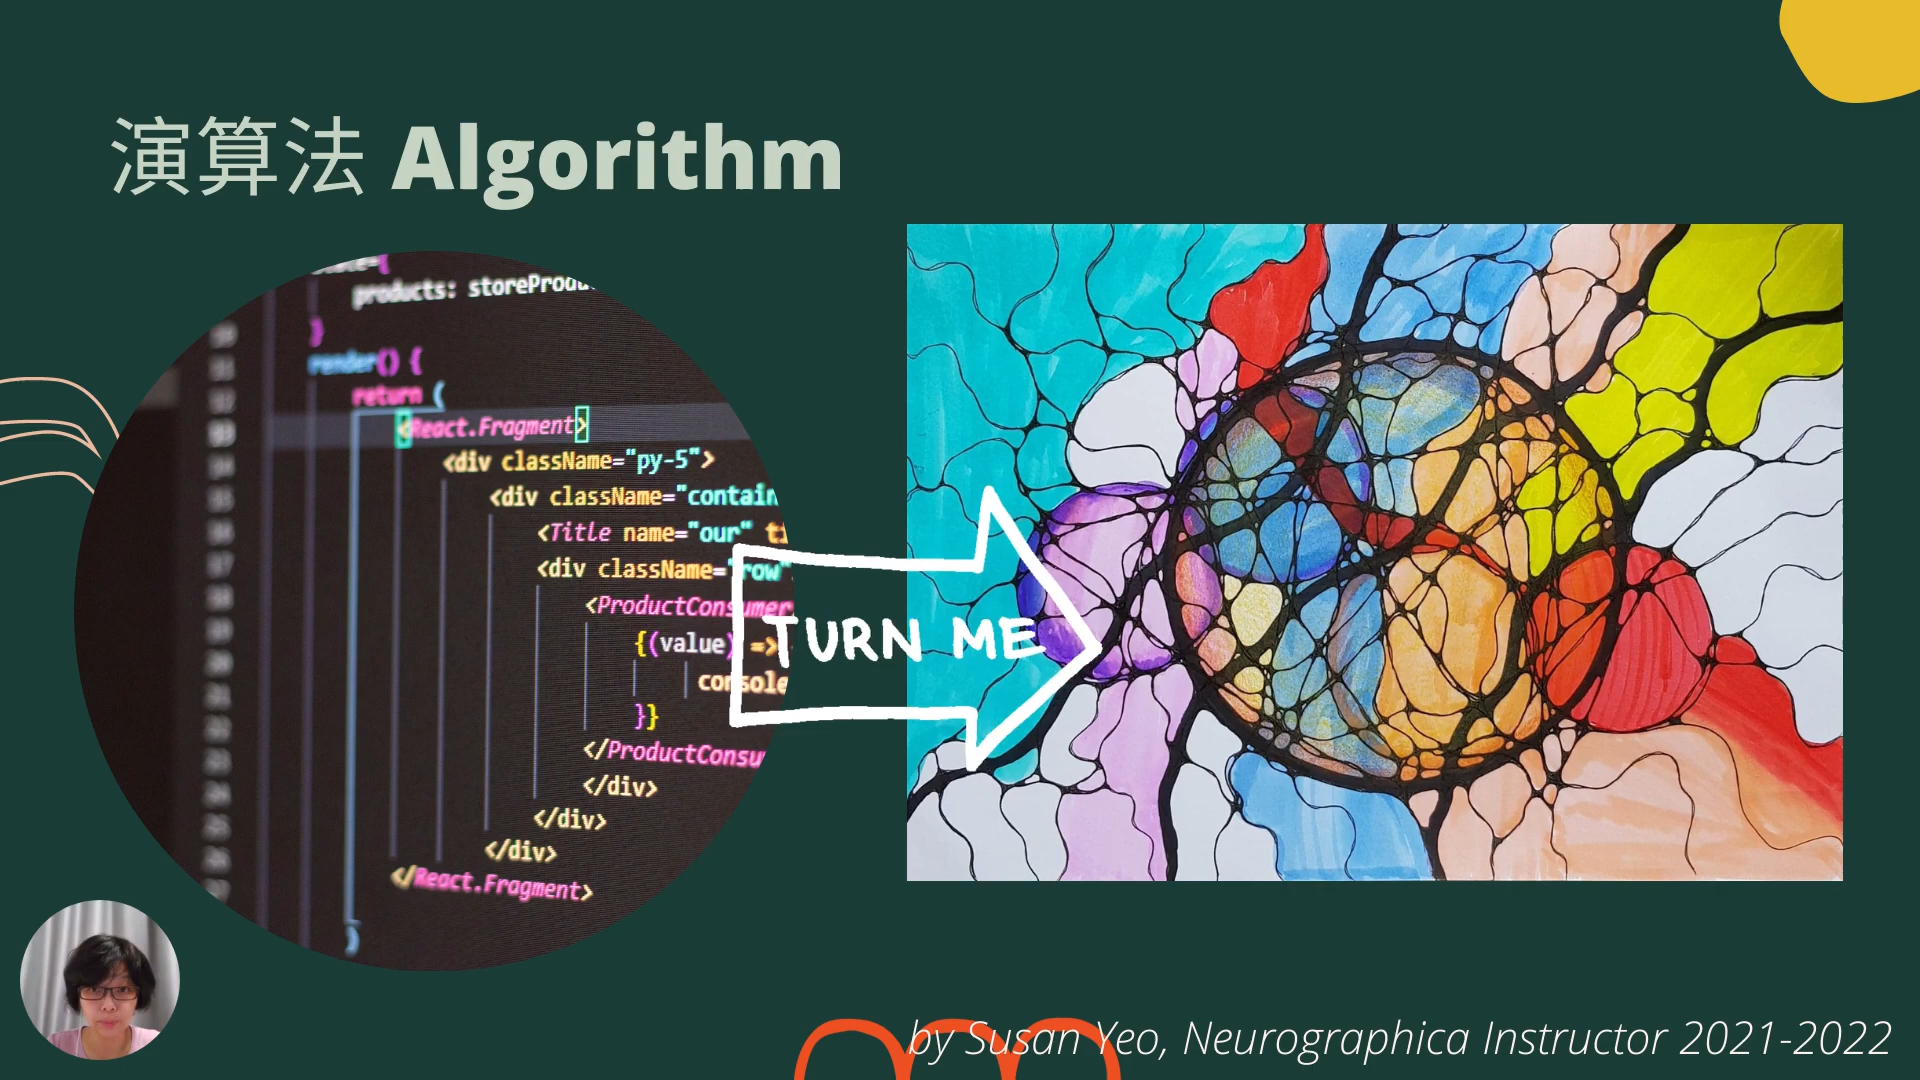 演算法 Algorithm
products: storeProdu
}
render() {
return (
<React.Fragment>
<div className="py-5">
<div className="contain
<Title name="our" ti
<div className="row"
<ProductConsumer
{(value) =>
console
}}
</ProductConsu
</div>
</div>
</div>
</React.Fragment>
)
TURN ME
by Susan Yeo, Neurographica Instructor 2021-2022